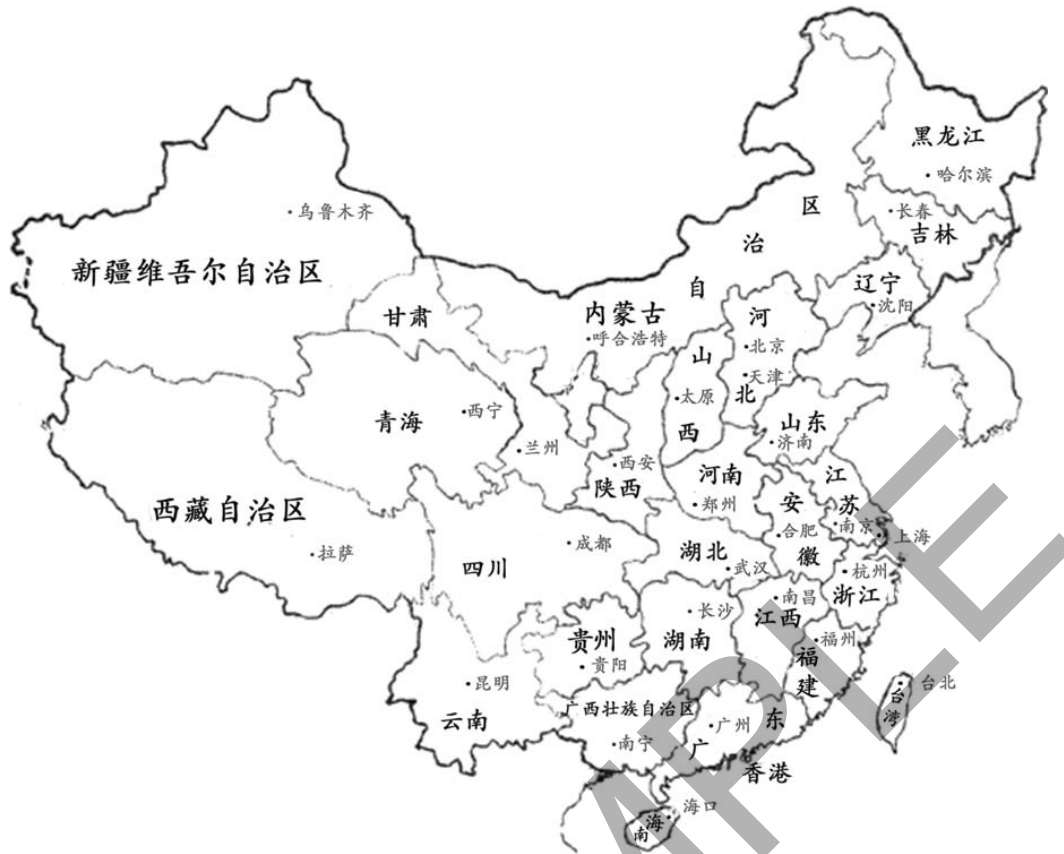 黑龙江
哈尔滨
长春
吉林
乌鲁木齐
新疆维吾尔自治区
内蒙古自治区
呼合浩特
辽宁
沈阳
甘肃
河北
北京
天津
山西
太原
山东
济南
青海
西宁
兰州
西安
陕西
河南
郑州
江苏
南京
上海
安徽
合肥
西藏自治区
拉萨
四川
成都
湖北
武汉
杭州
浙江
南昌
江西
长沙
湖南
贵州
贵阳
福州
福建
台北
台湾
昆明
云南
广西壮族自治区
南宁
广东
广州
香港
海口
海南
MPLE